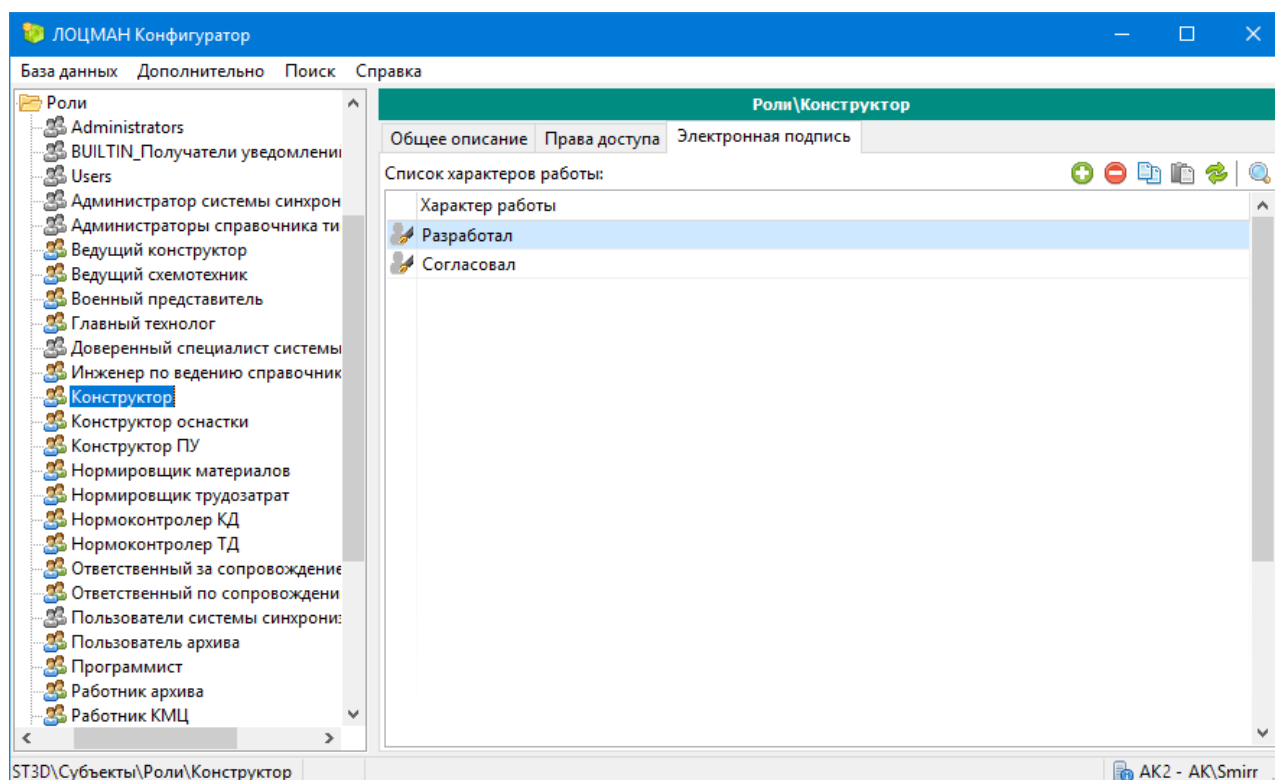 ЛОЦМАН Конфигуратор
База данных Дополнительно Поиск Справка
Роли
Administrators
BUILTIN_Получатели уведомлени
Users
Администратор системы синхрон
Администраторы справочника ти
Ведущий конструктор
Ведущий схемотехник
Военный представитель
Главный технолог
Доверенный специалист системы
Инженер по ведению справочник
Конструктор
Конструктор оснастки
Конструктор ПУ
Нормировщик материалов
Нормировщик трудозатрат
Нормоконтролер КД
Нормоконтролер ТД
Ответственный за сопровождение
Ответственный по сопровождени
Пользователи системы синхрони
Пользователь архива
Программист
Работник архива
Работник КМЦ
Роли\Конструктор
Общее описание Права доступа Электронная подпись
Список характеров работы:
Характер работы
Разработал
Согласовал
ST3D\Субъекты\Роли\Конструктор
AK2 - AK\Smirr